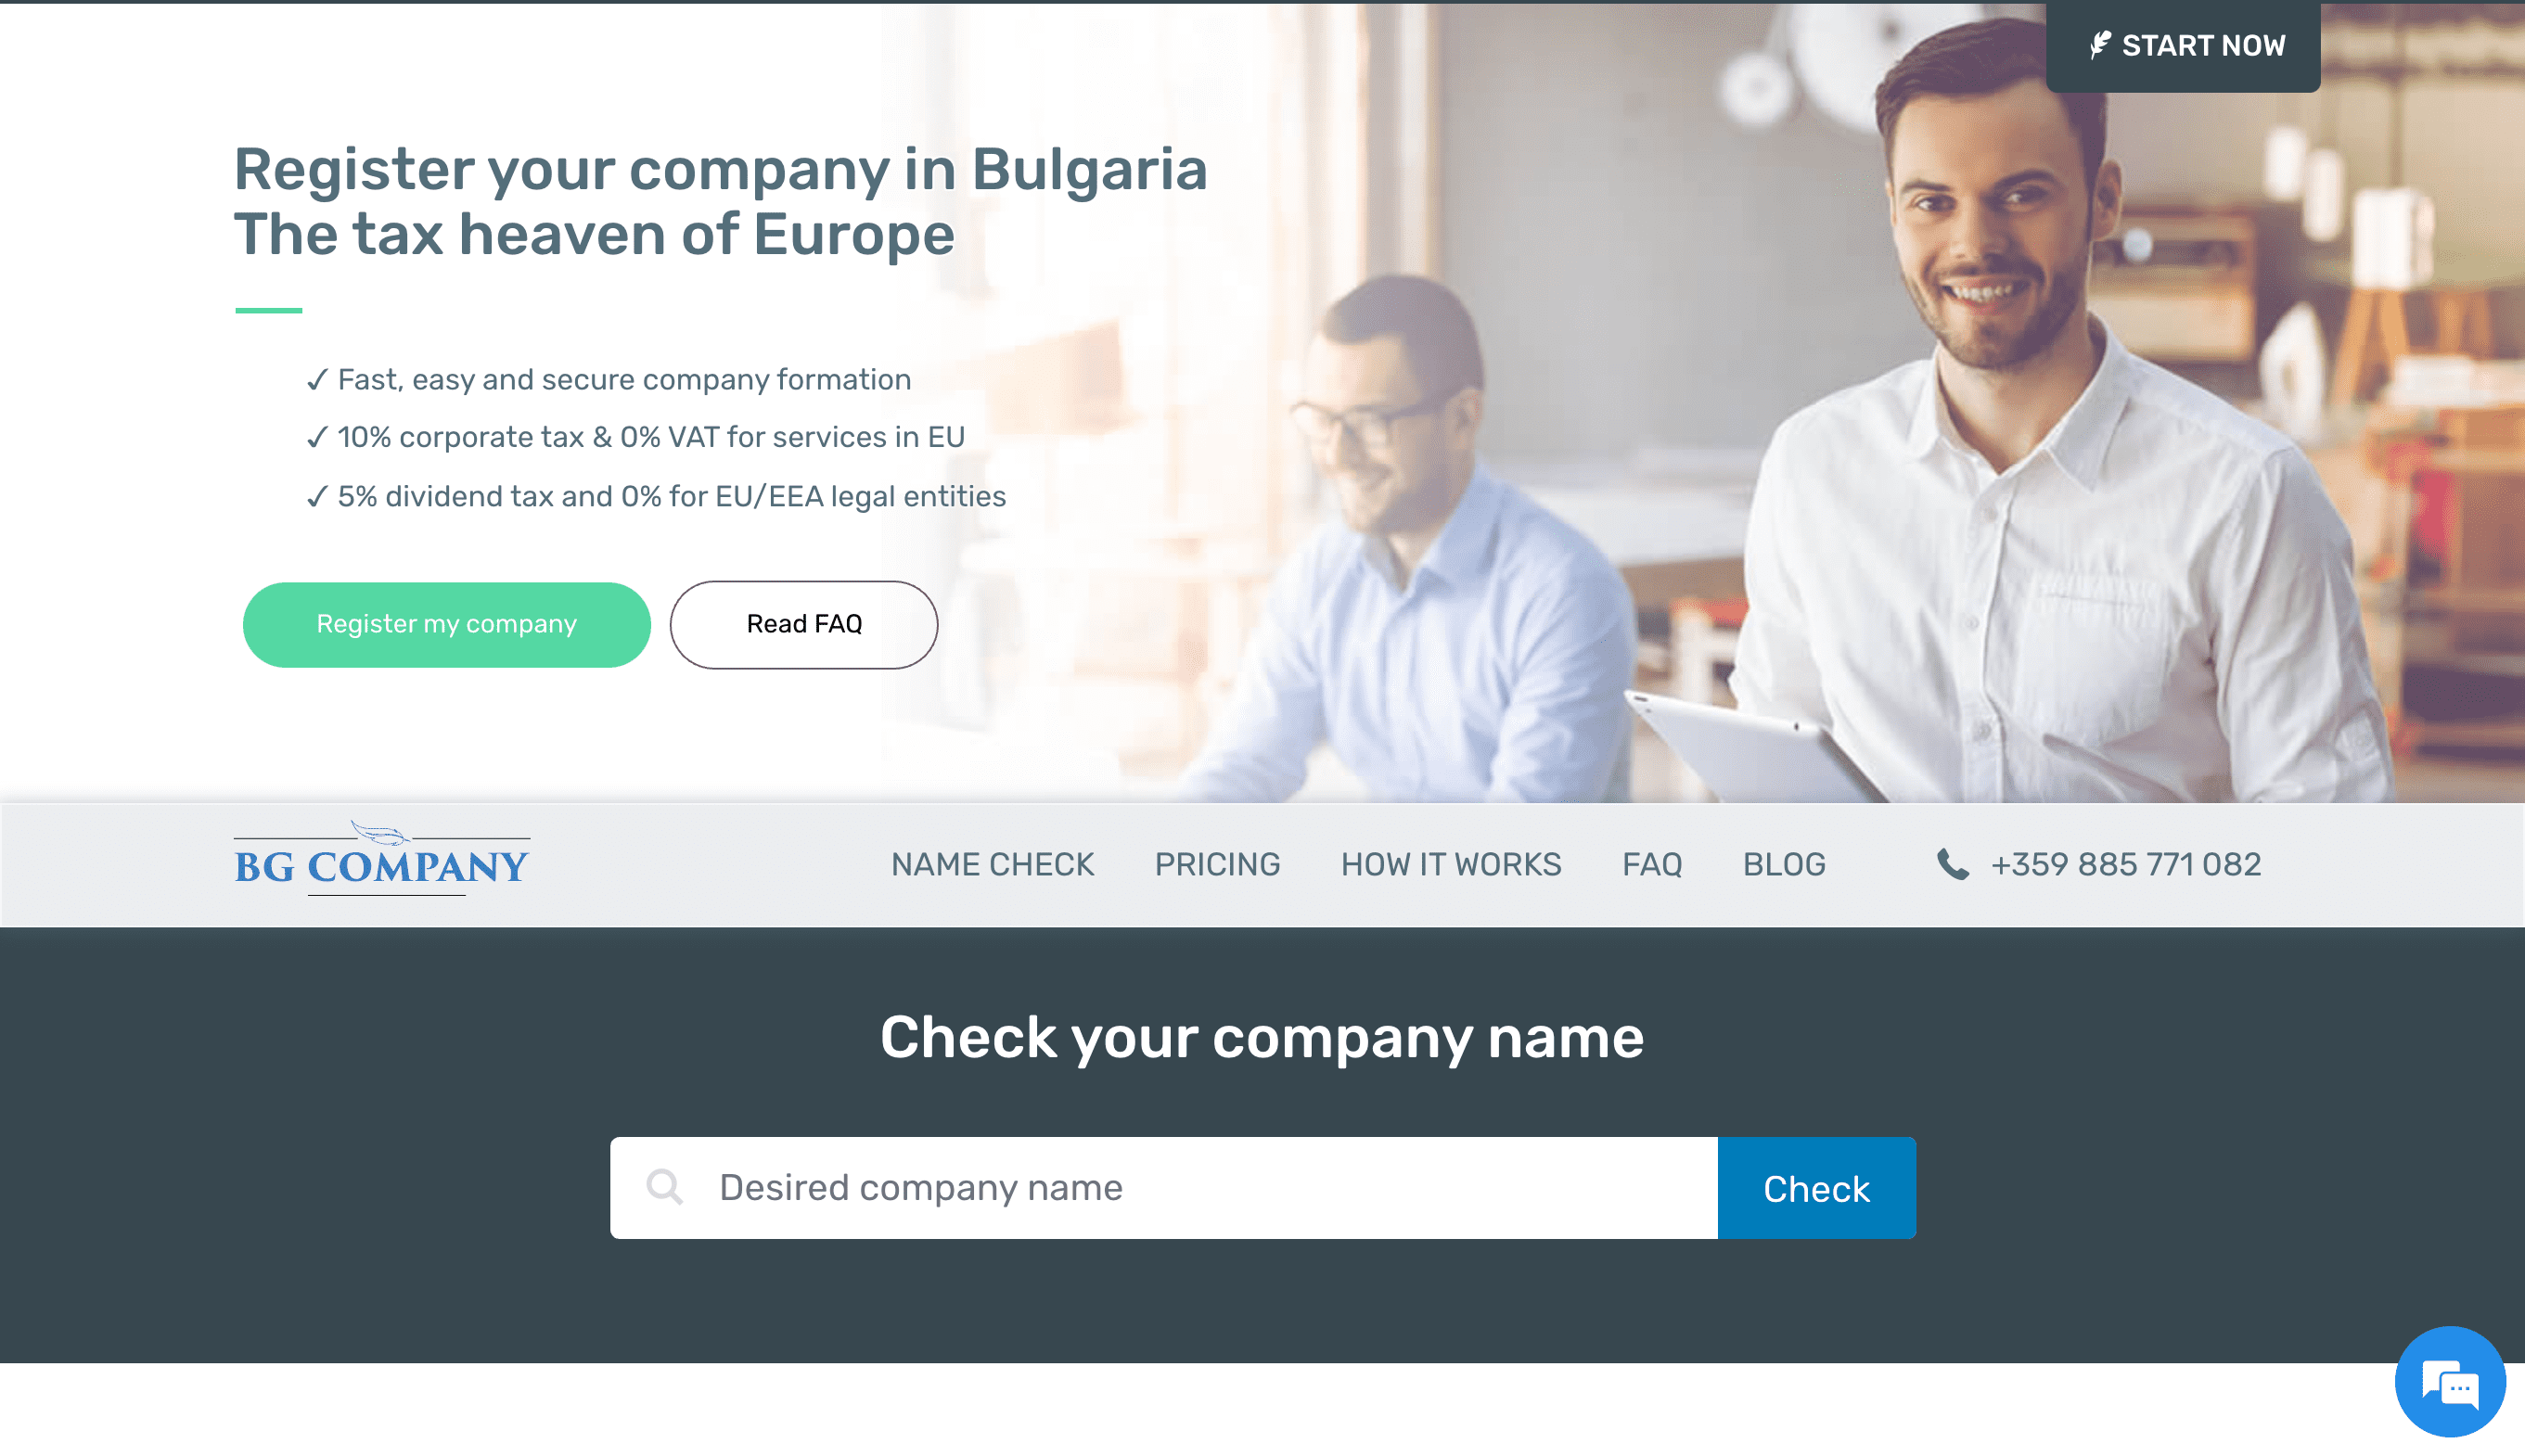 START NOW
Register your company in Bulgaria
The tax heaven of Europe
✓ Fast, easy and secure company formation
✓ 10% corporate tax & 0% VAT for services in EU
✓ 5% dividend tax and 0% for EU/EEA legal entities
Register my company
Read FAQ
BG COMPANY
NAME CHECK
PRICING
HOW IT WORKS
FAQ
BLOG
+359 885 771 082
Check your company name
Desired company name
Check